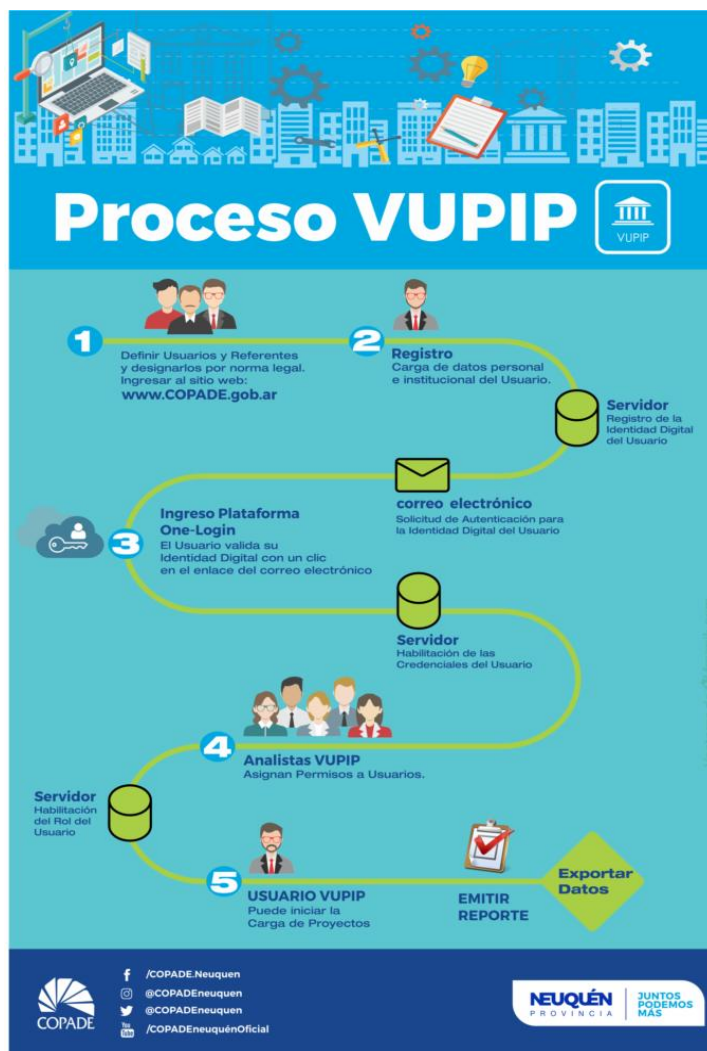 Proceso VUPIP
VUPIP
1
Definir Usuarios y Referentes
y designarlos por norma legal.
Ingresar al sitio web:
www.COPADE.gob.ar
2
Registro
Carga de datos personal
e institucional del Usuario.
Servidor
Registro de la
Identidad Digital
del Usuario
correo electrónico
Solicitud de Autenticación para
la Identidad Digital del Usuario
3
Ingreso Plataforma
One-Login
El Usuario valida su
Identidad Digital con un clic
en el enlace del correo electrónico
Servidor
Habilitación de las
Credenciales del Usuario
4
Analistas VUPIP
Asignan Permisos a Usuarios.
Servidor
Habilitación
del Rol del
Usuario
5
USUARIO VUPIP
Puede iniciar la
Carga de Proyectos
EMITIR
REPORTE
Exportar
Datos
COPADE
/COPADE.Neuquen
@COPADEneuquen
@COPADEneuquen
You
Tube
/COPADEneuquénOficial
NEUQUÉN
PROVINCIA
JUNTOS
PODEMOS
MÁS